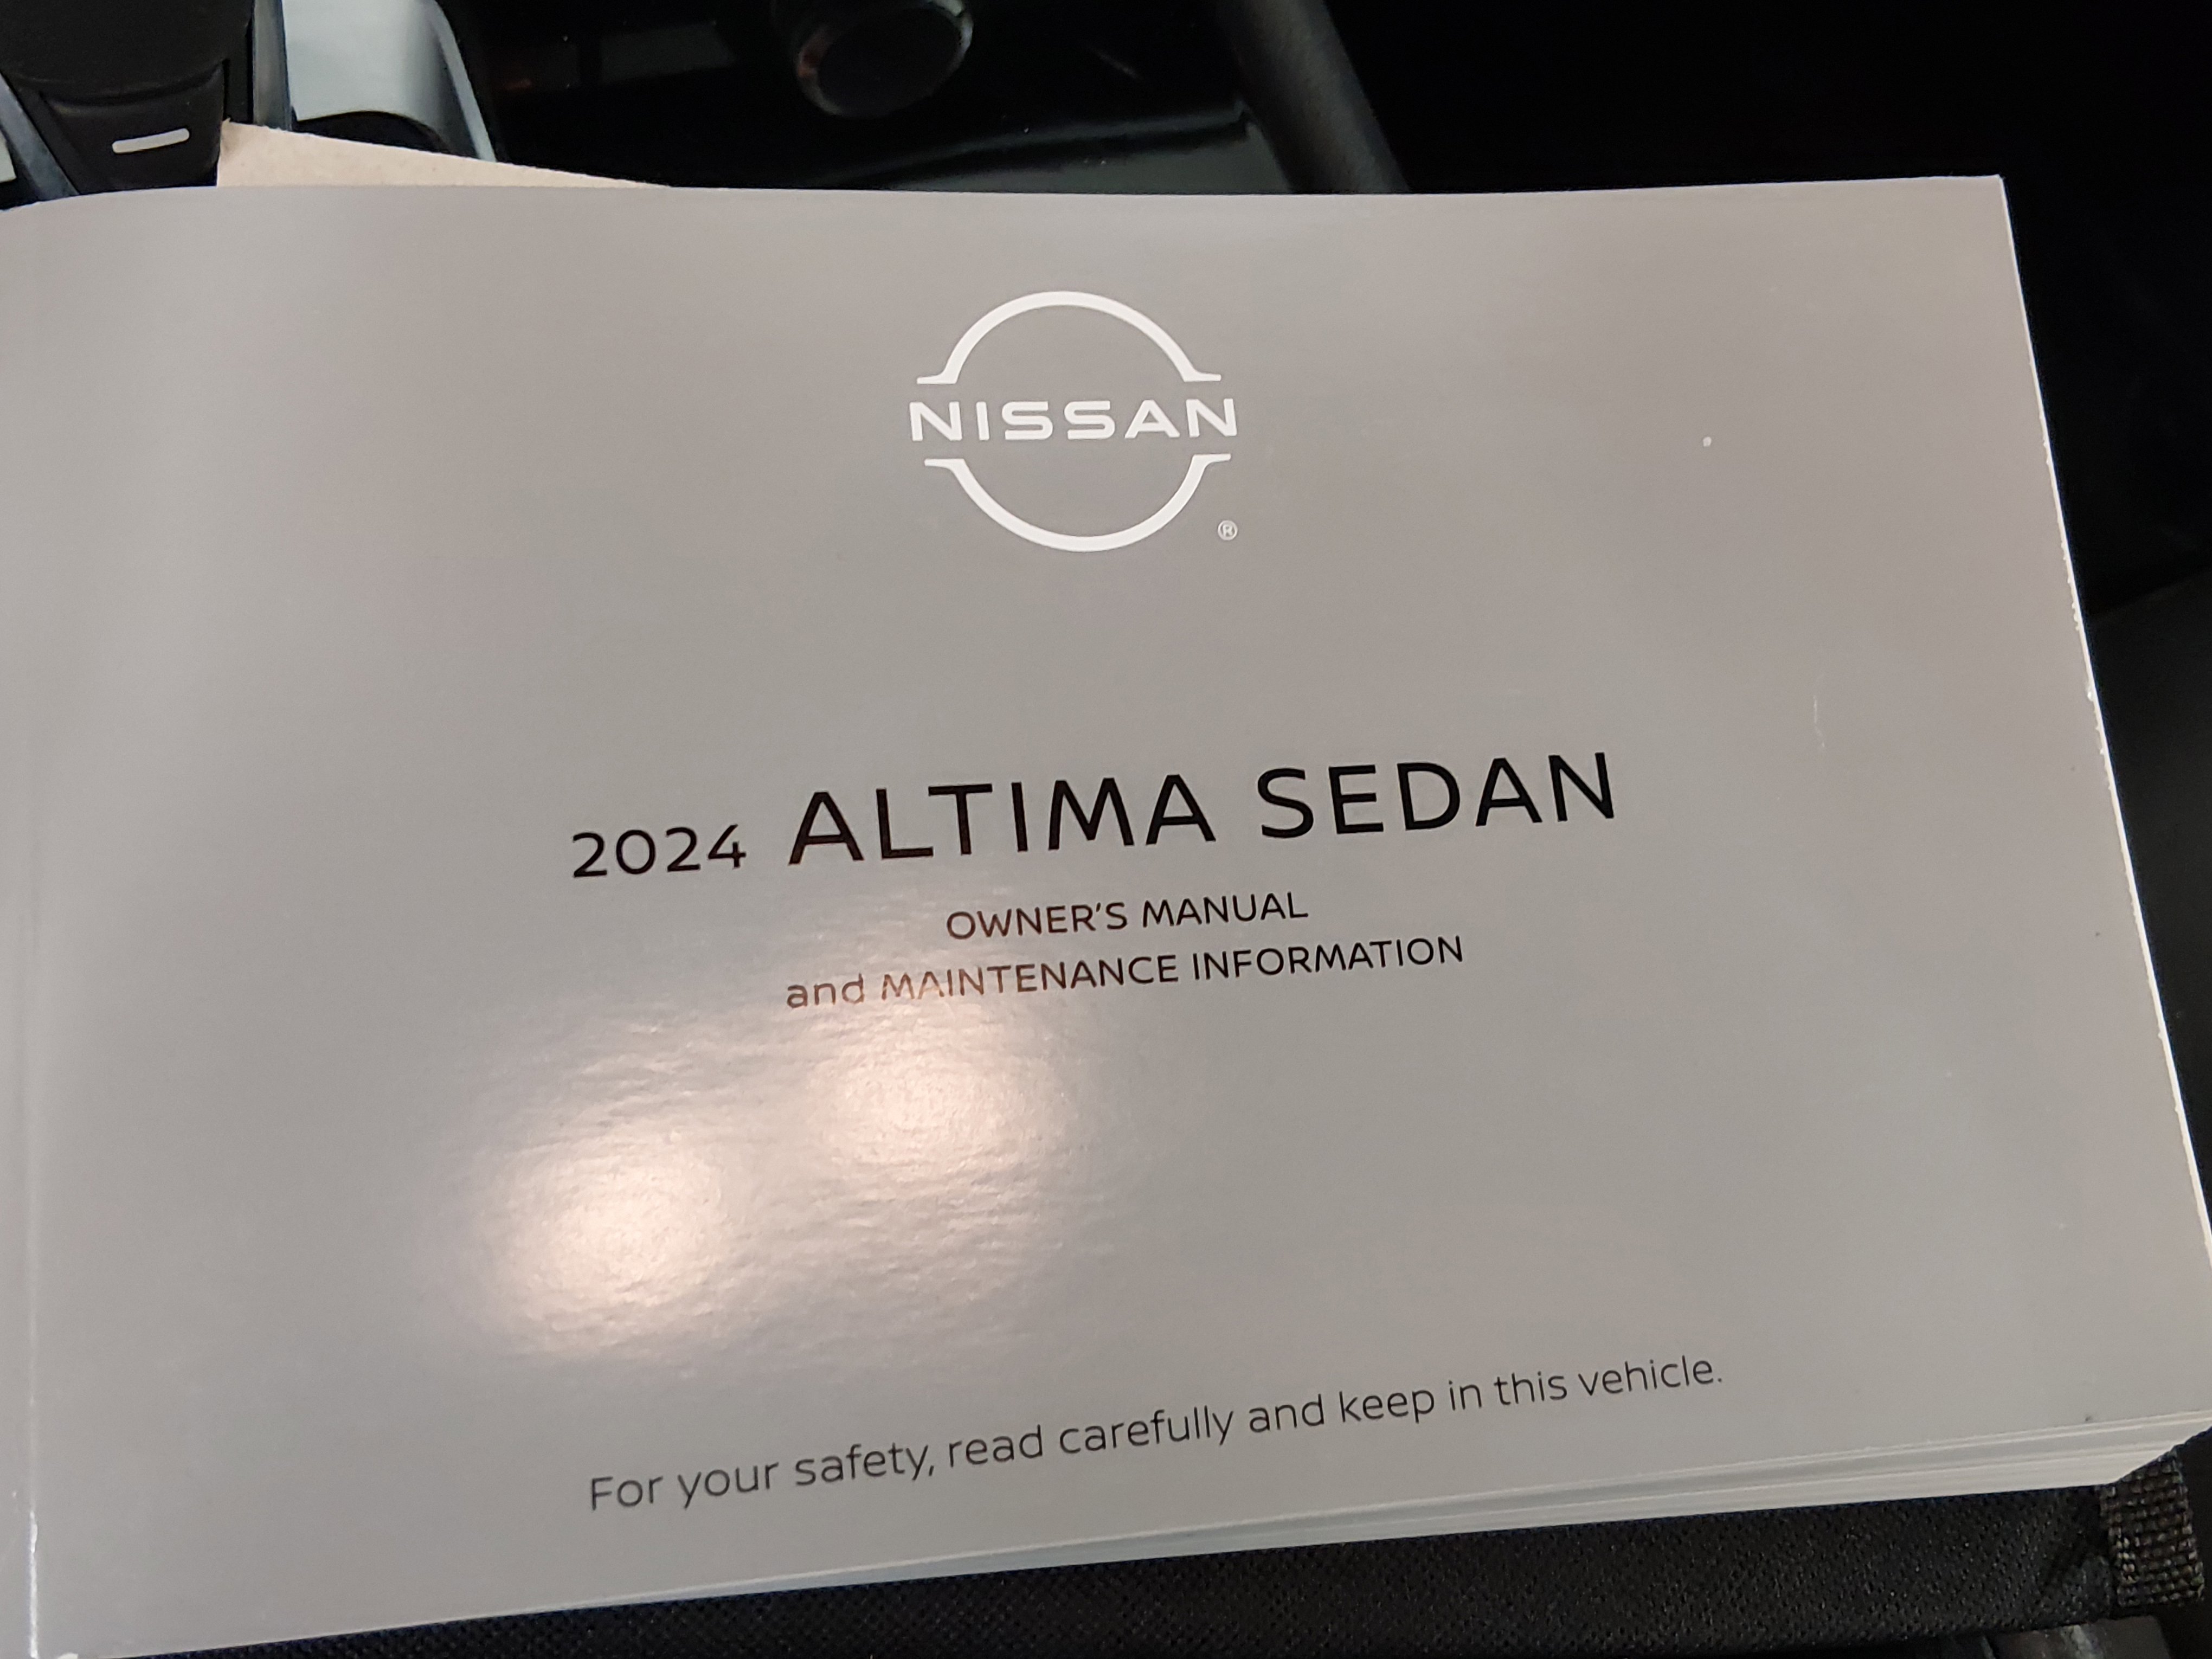 NISSAN
®
2024 ALTIMA SEDAN
OWNER'S MANUAL
and MAINTENANCE INFORMATION
For your safety, read carefully and keep in this vehicle.